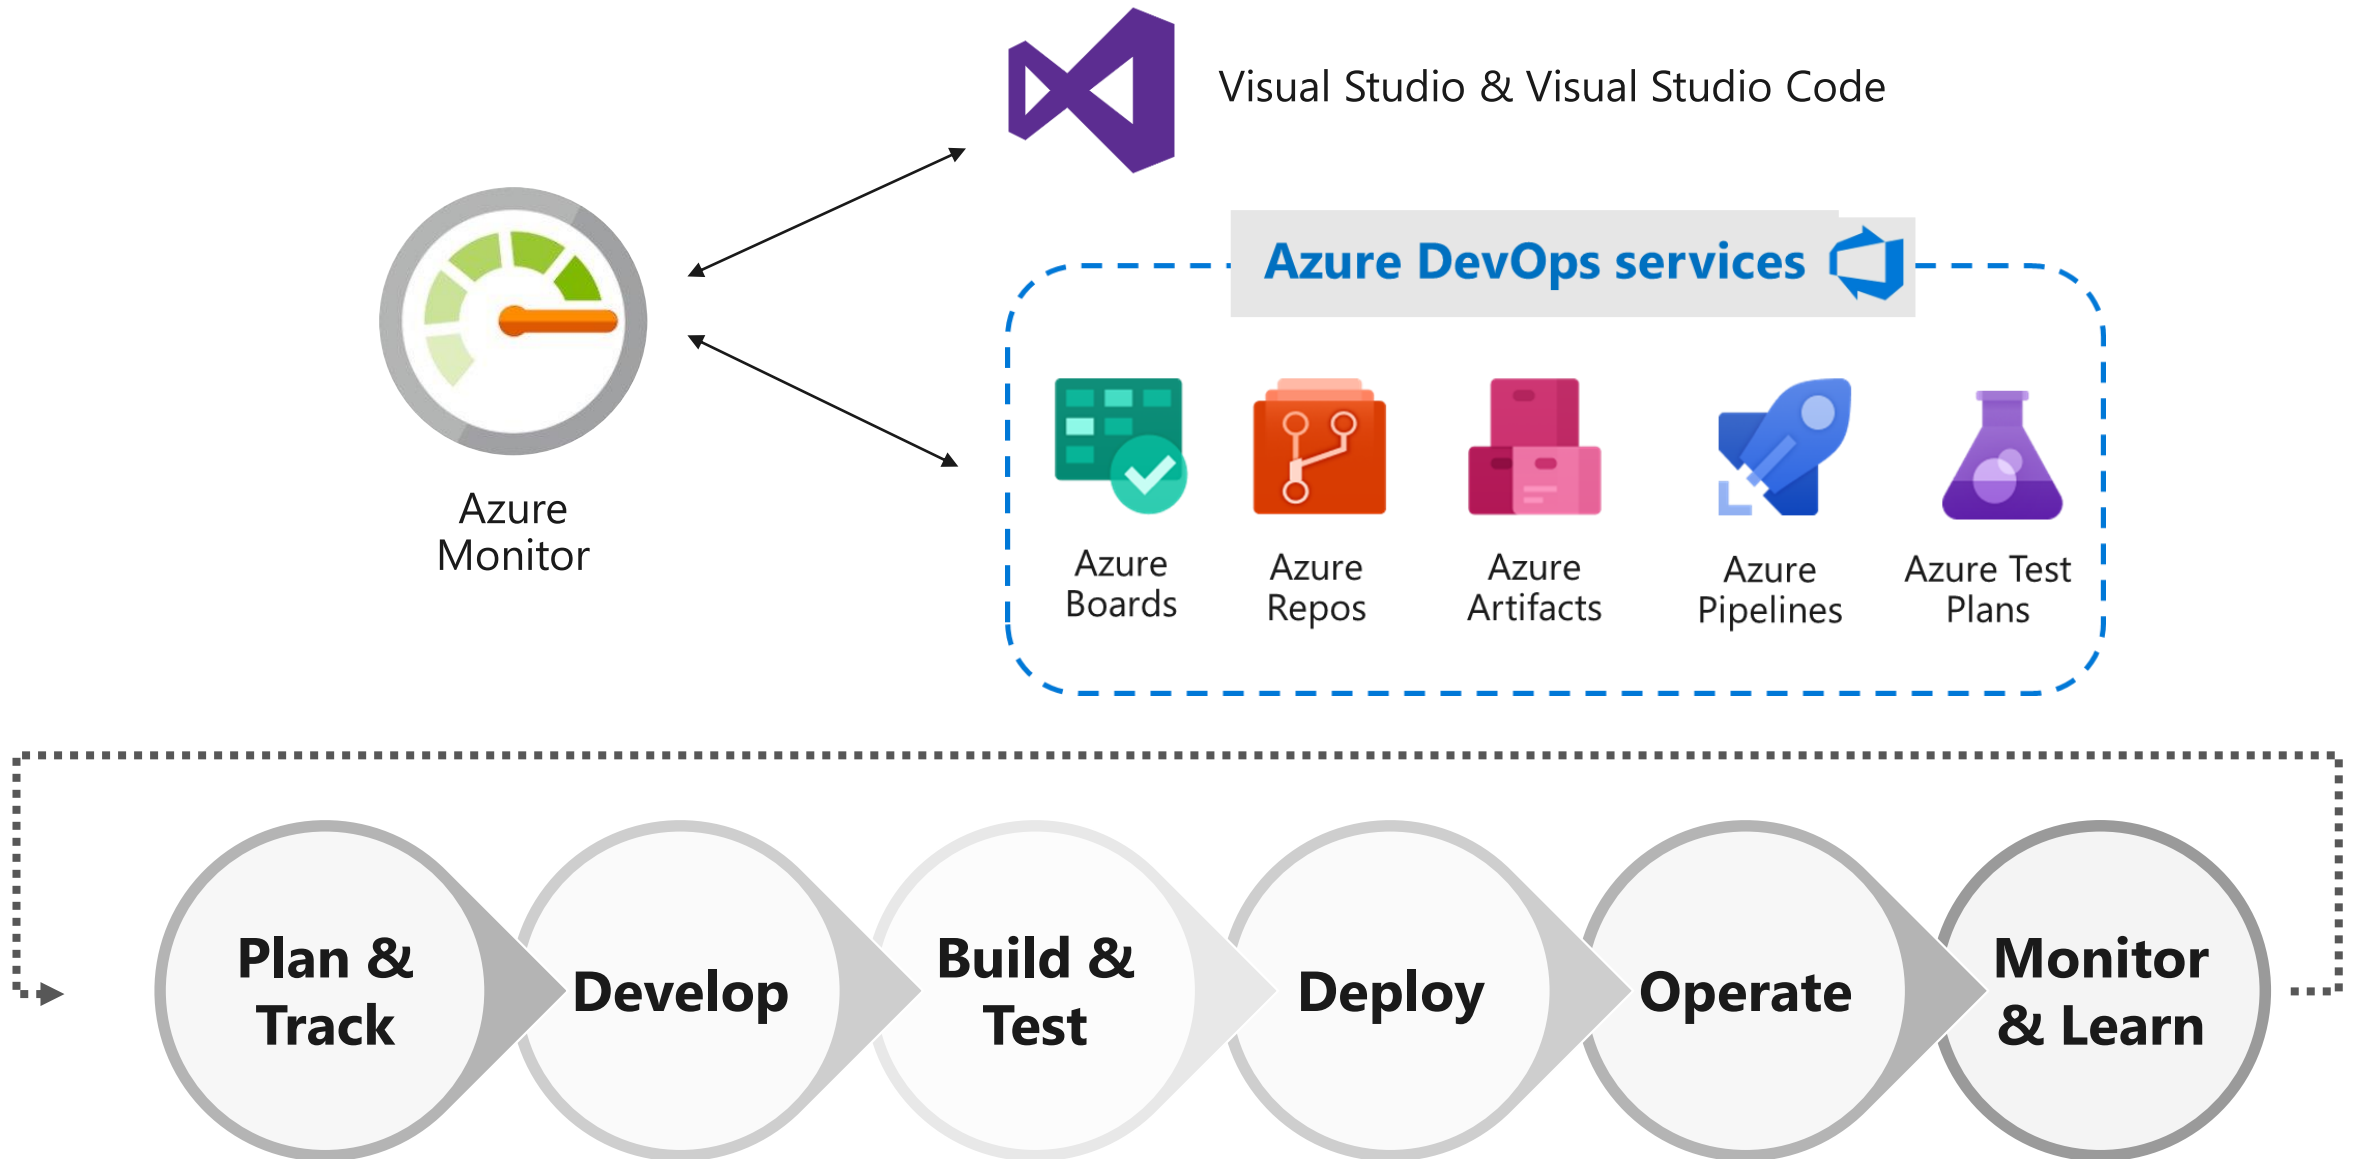 Visual Studio & Visual Studio Code
Azure DevOps services
Azure
Monitor
Azure
Boards
Azure
Repos
Azure
Artifacts
Azure
Pipelines
Azure Test
Plans
Plan &
Track
Develop
Build &
Test
Deploy
Operate
Monitor
& Learn